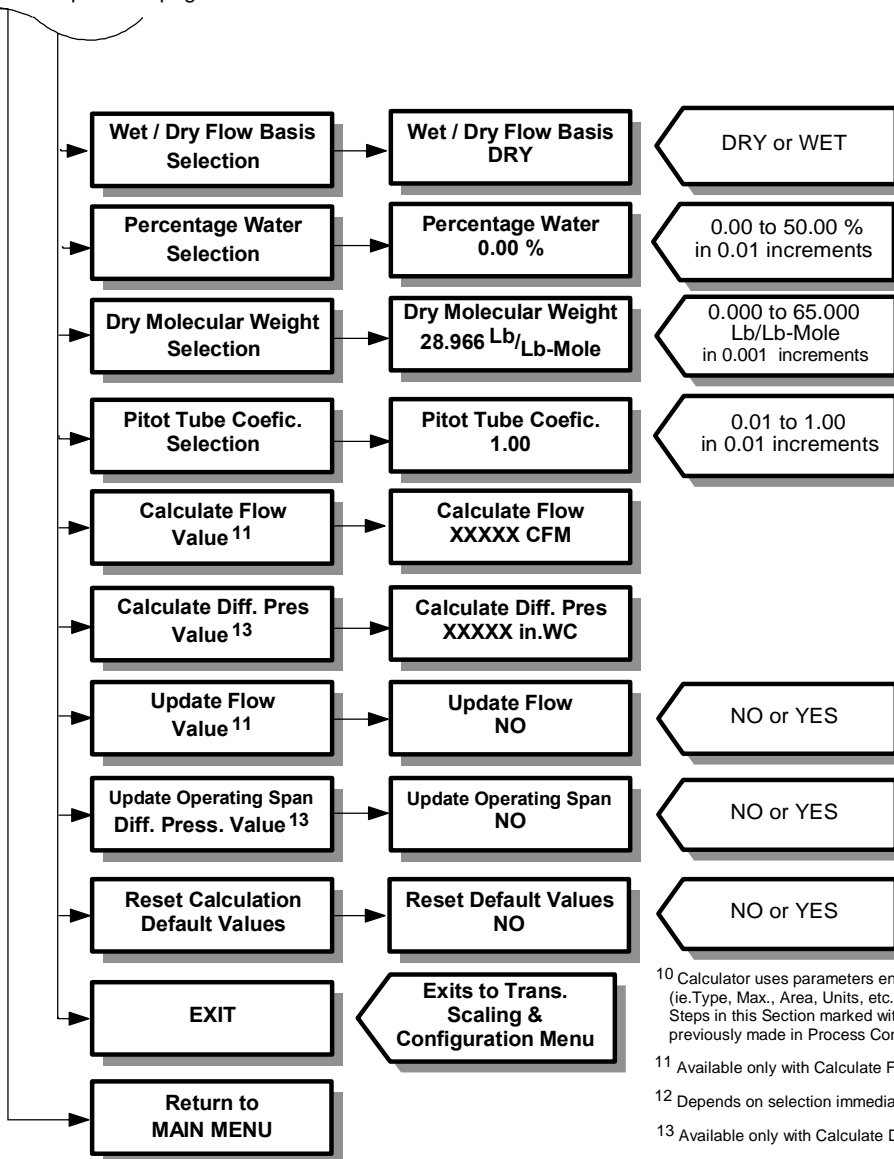 Wet / Dry Flow Basis
Selection
Wet / Dry Flow Basis
DRY
DRY or WET
Percentage Water
Selection
Percentage Water
0.00 %
0.00 to 50.00 %
in 0.01 increments
Dry Molecular Weight
Selection
Dry Molecular Weight
28.966 Lb/Lb-Mole
0.000 to 65.000
Lb/Lb-Mole
in 0.001 increments
Pitot Tube Coefic.
Selection
Pitot Tube Coefic.
1.00
0.01 to 1.00
in 0.01 increments
Calculate Flow
Value 11
Calculate Flow
XXXXX CFM
Calculate Diff. Pres
Value 13
Calculate Diff. Pres
XXXXX in.WC
Update Flow
Value 11
Update Flow
NO
NO or YES
Update Operating Span
Diff. Press. Value 13
Update Operating Span
NO
NO or YES
Reset Calculation
Default Values
Reset Default Values
NO
NO or YES
EXIT
Exits to Trans.
Scaling &
Configuration Menu
Return to
MAIN MENU
10 Calculator uses parameters
(ie.Type, Max., Area, Units, etc.
Steps in this Section marked
previously made in Process
11 Available only with Calculate
12 Depends on selection
13 Available only with Calculate